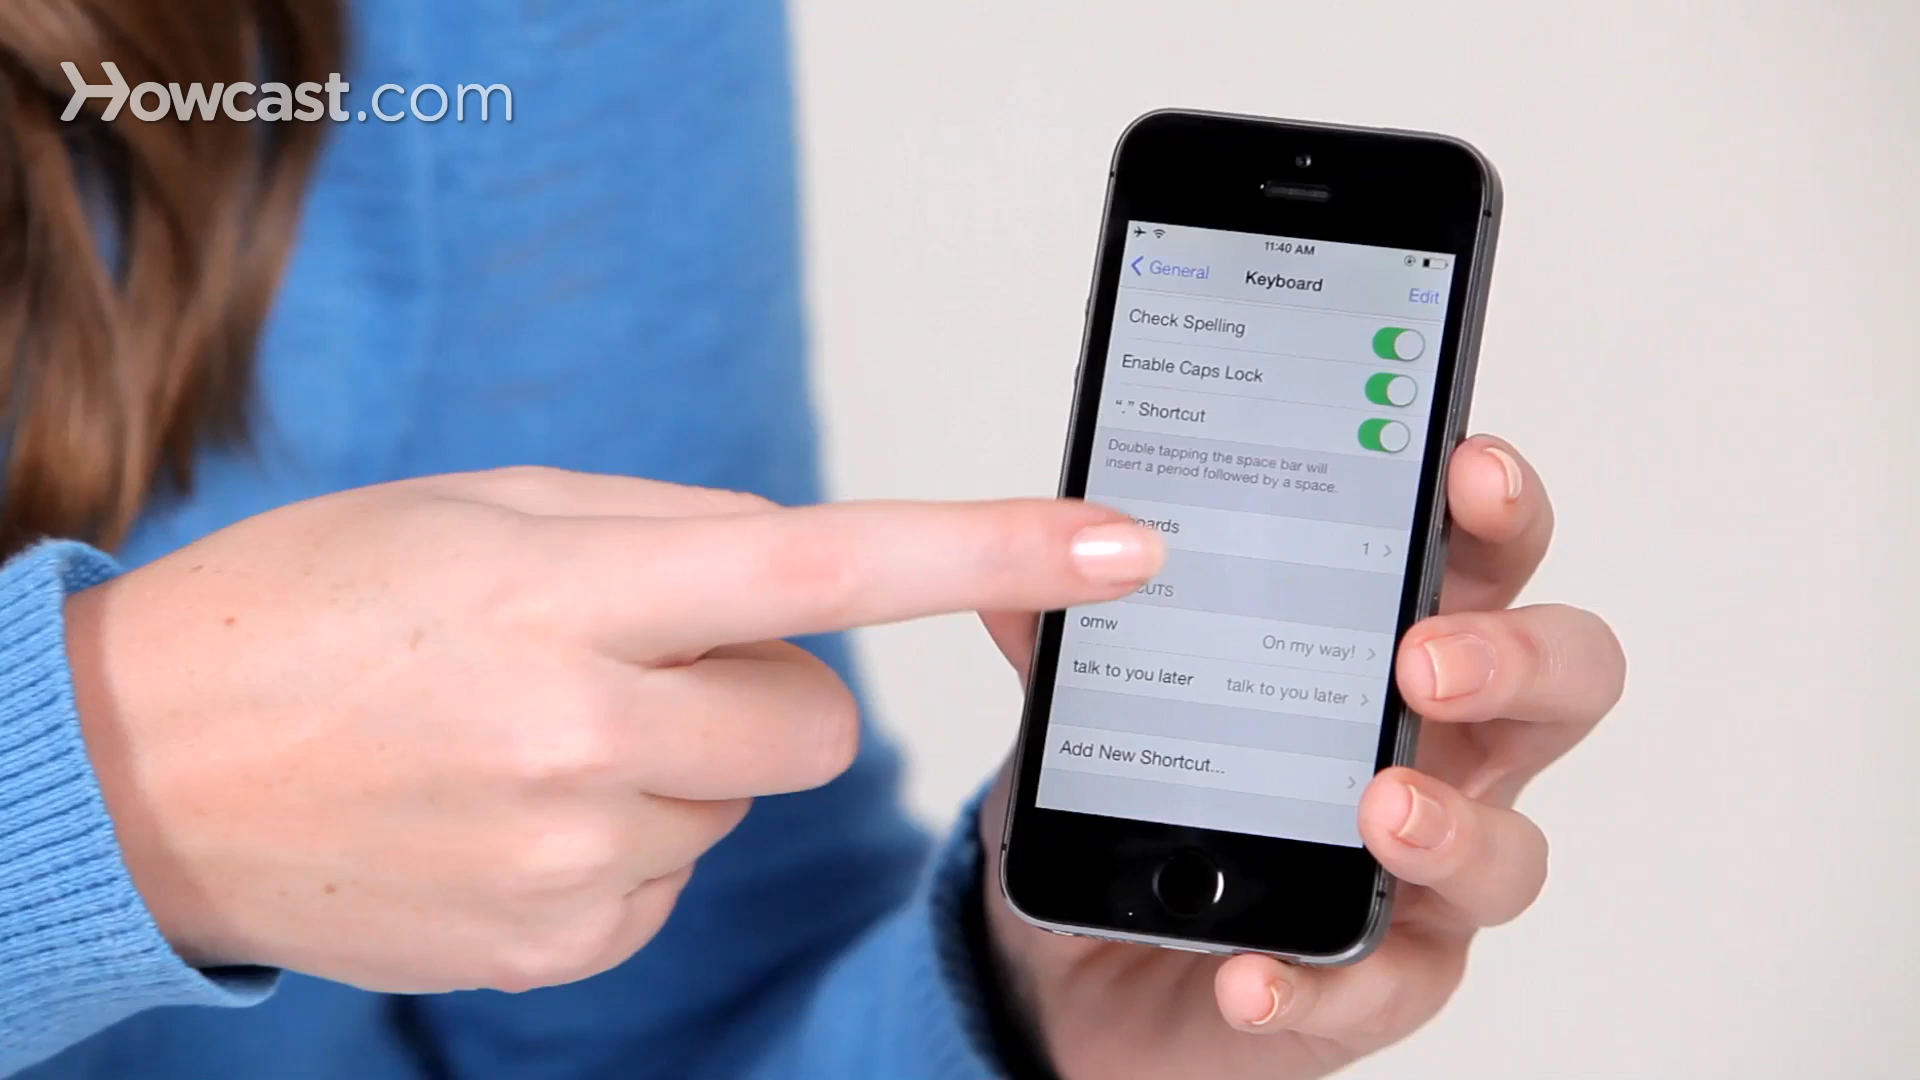 Howcast.com
11:40 AM
General
Keyboard
Edit
Check Spelling
Enable Caps Lock
“.” Shortcut
Double tapping the space bar will
insert a period followed by a space.
boards
1
CUTS
omw
On my way!
talk to you later
talk to you later
Add New Shortcut...